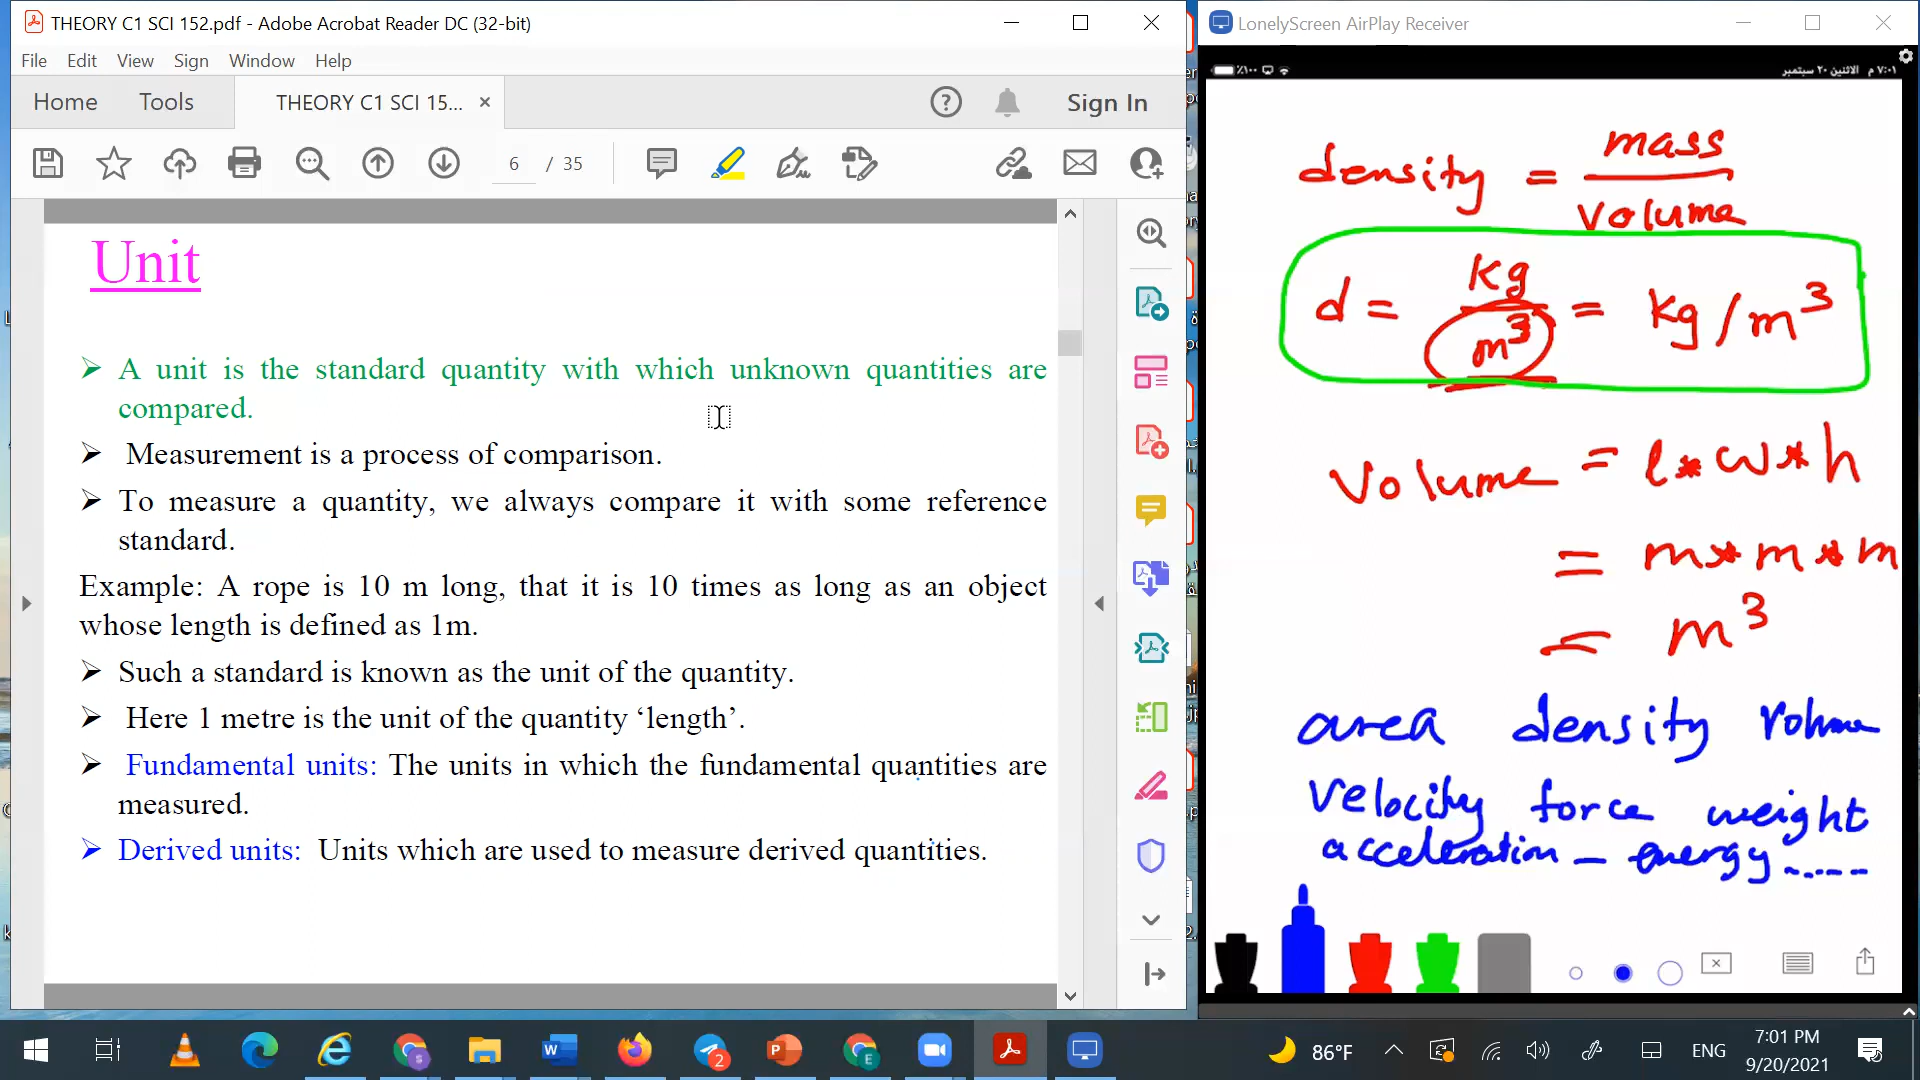 THEORY C1 SCI 152.pdf - Adobe Acrobat Reader DC (32-bit)
File Edit View Sign Window Help
Home Tools THEORY C1 SCI 15... × Sign In
6 / 35
Unit
➤ A unit is the standard quantity with which unknown quantities are
compared.
➤ Measurement is a process of comparison.
➤ To measure a quantity, we always compare it with some reference
standard.
Example: A rope is 10 m long, that it is 10 times as long as an object
whose length is defined as 1m.
➤ Such a standard is known as the unit of the quantity.
➤ Here 1 metre is the unit of the quantity ‘length’.
➤ Fundamental units: The units in which the fundamental quantities are
measured.
➤ Derived units: Units which are used to measure derived quantities.
LonelyScreen AirPlay Receiver
٧:٠١ م الاثنين ٢٠ سبتمبر
٪١٠٠
density = mass
volume
d = kg
m³ = kg/m³
volume = l * w * h
= m * m * m
= m³
area density volume
velocity force weight
acceleration – energy -----
86°F
ENG
7:01 PM
9/20/2021